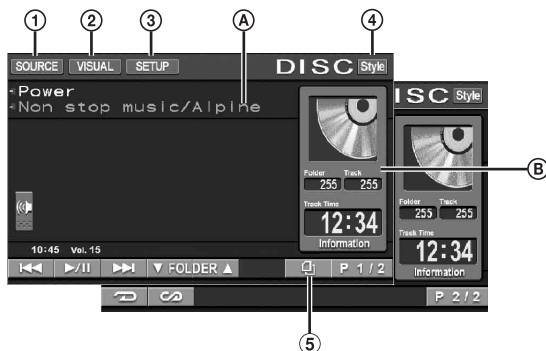 1 2 3 A 4
SOURCE VISUAL SETUP DISC Style
Power
Non stop music/Alpine
ISC Style
B
Folder Track
255 255
Track Time
12:34
Information
Folder Track
255 255
Track Time
12:34
Information
10:45 Vol. 15
▼ FOLDER ▲ P 1/2
P 2/2
5